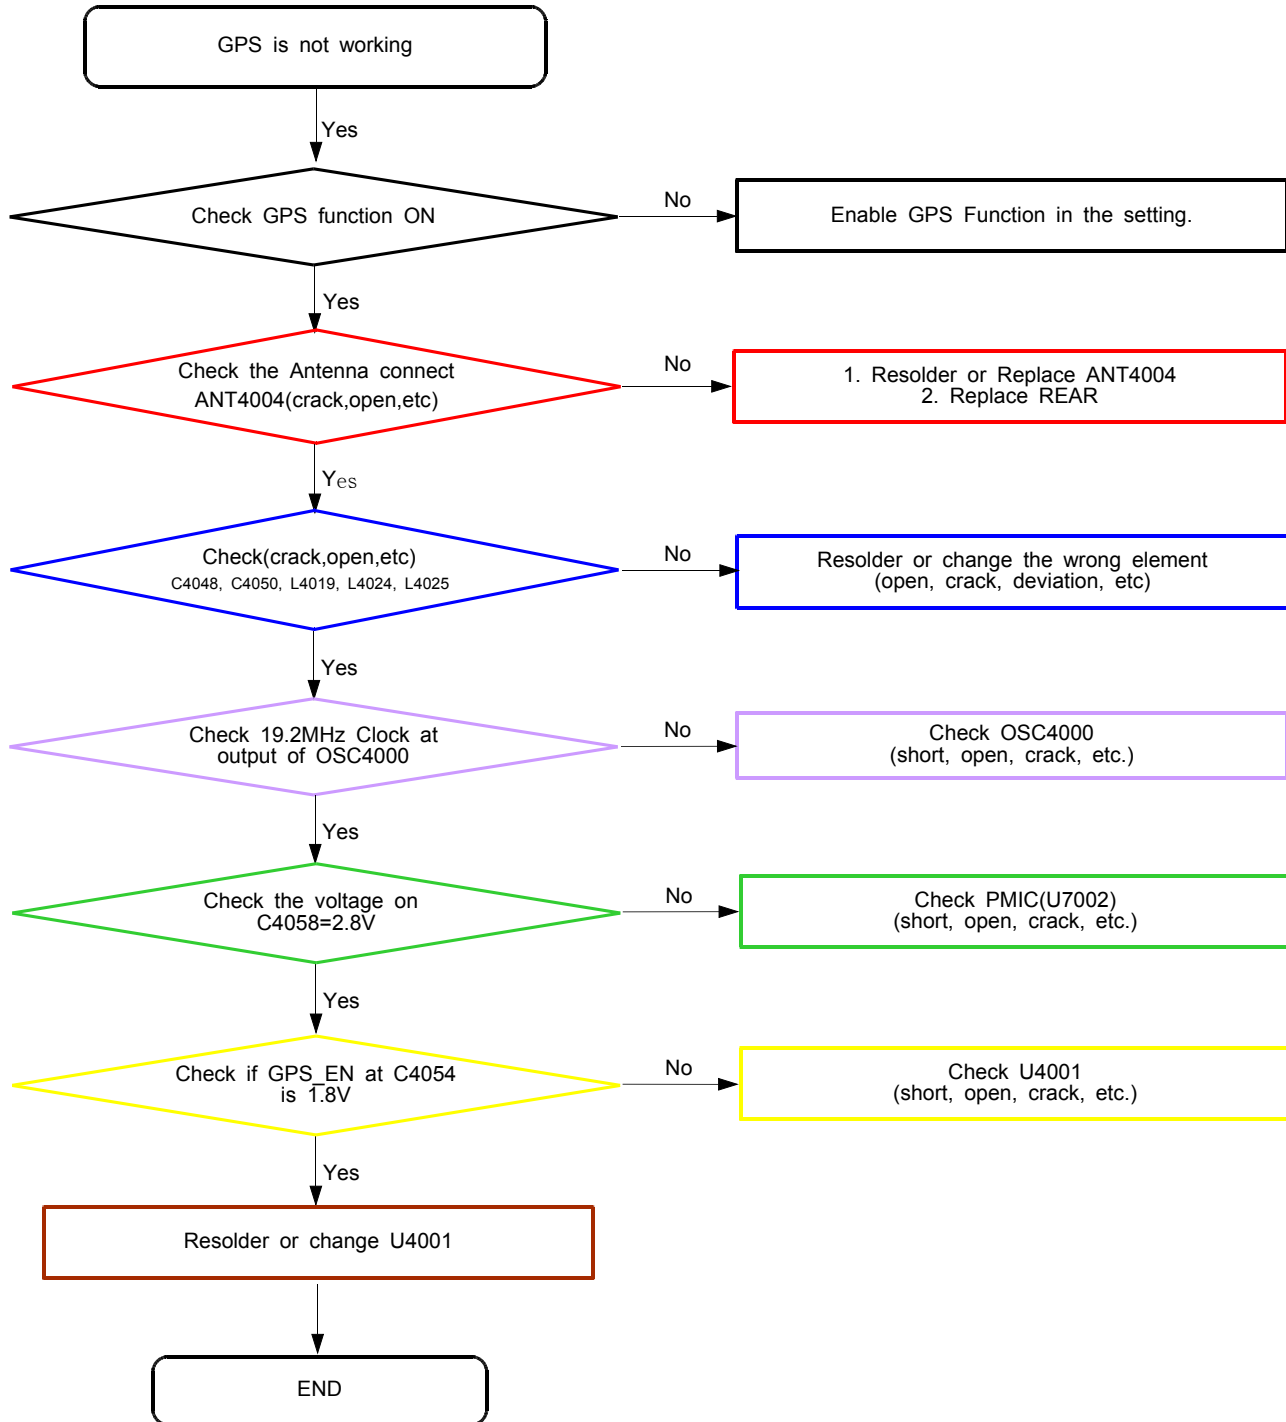 GPS is not working
Yes
Check GPS function ON
No
Enable GPS Function in the setting.
Yes
Check the Antenna connect
ANT4004(crack,open,etc)
No
1. Resolder or Replace ANT4004
2. Replace REAR
Yes
Check(crack,open,etc)
C4048, C4050, L4019, L4024, L4025
No
Resolder or change the wrong element
(open, crack, deviation, etc)
Yes
Check 19.2MHz Clock at
output of OSC4000
No
Check OSC4000
(short, open, crack, etc.)
Yes
Check the voltage on
C4058=2.8V
No
Check PMIC(U7002)
(short, open, crack, etc.)
Yes
Check if GPS_EN at C4054
is 1.8V
No
Check U4001
(short, open, crack, etc.)
Yes
Resolder or change U4001
END